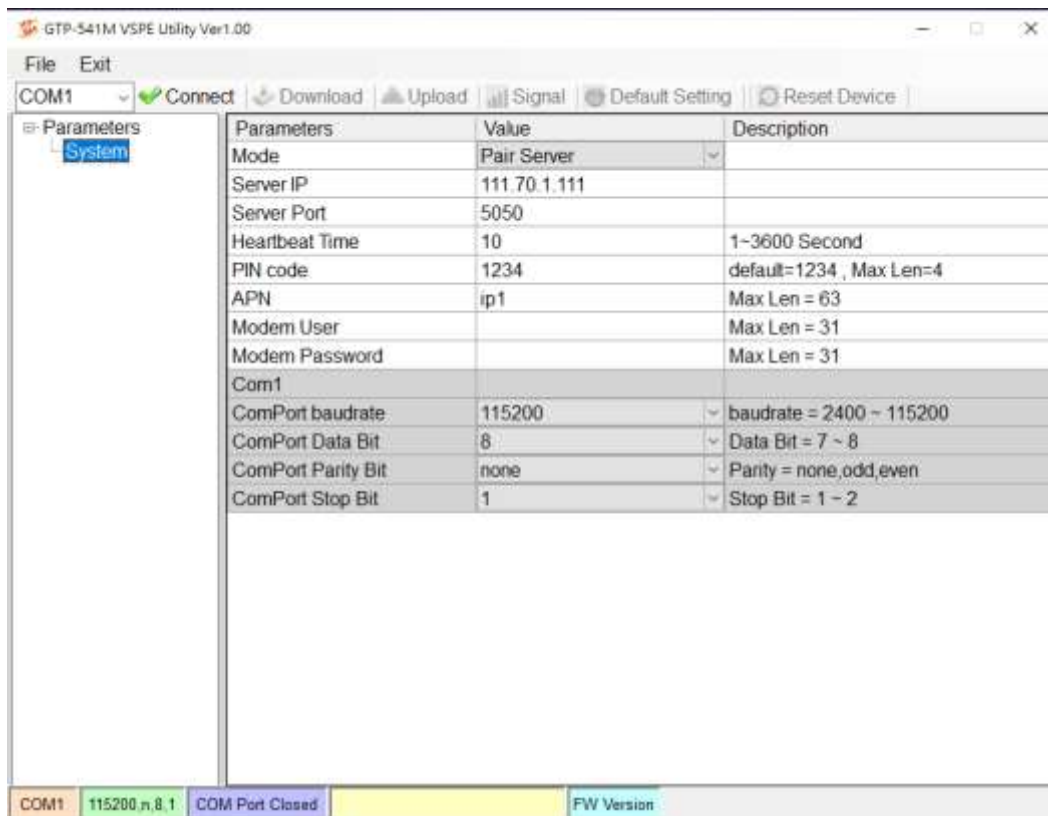 GTP-541M VSPE Utility Ver1.00
File Exit
COM1 Connect Download Upload Signal Default Setting Reset Device
Parameters
System
Parameters Value Description
Mode Pair Server
Server IP 111.70.1.111
Server Port 5050
Heartbeat Time 10 1~3600 Second
PIN code 1234 default=1234 , Max Len=4
APN ip1 Max Len = 63
Modem User Max Len = 31
Modem Password Max Len = 31
Com1
ComPort baudrate 115200 baudrate = 2400 ~ 115200
ComPort Data Bit 8 Data Bit = 7 ~ 8
ComPort Parity Bit none Parity = none,odd,even
ComPort Stop Bit 1 Stop Bit = 1 ~ 2
COM1 115200,n,8,1 COM Port Closed FW Version